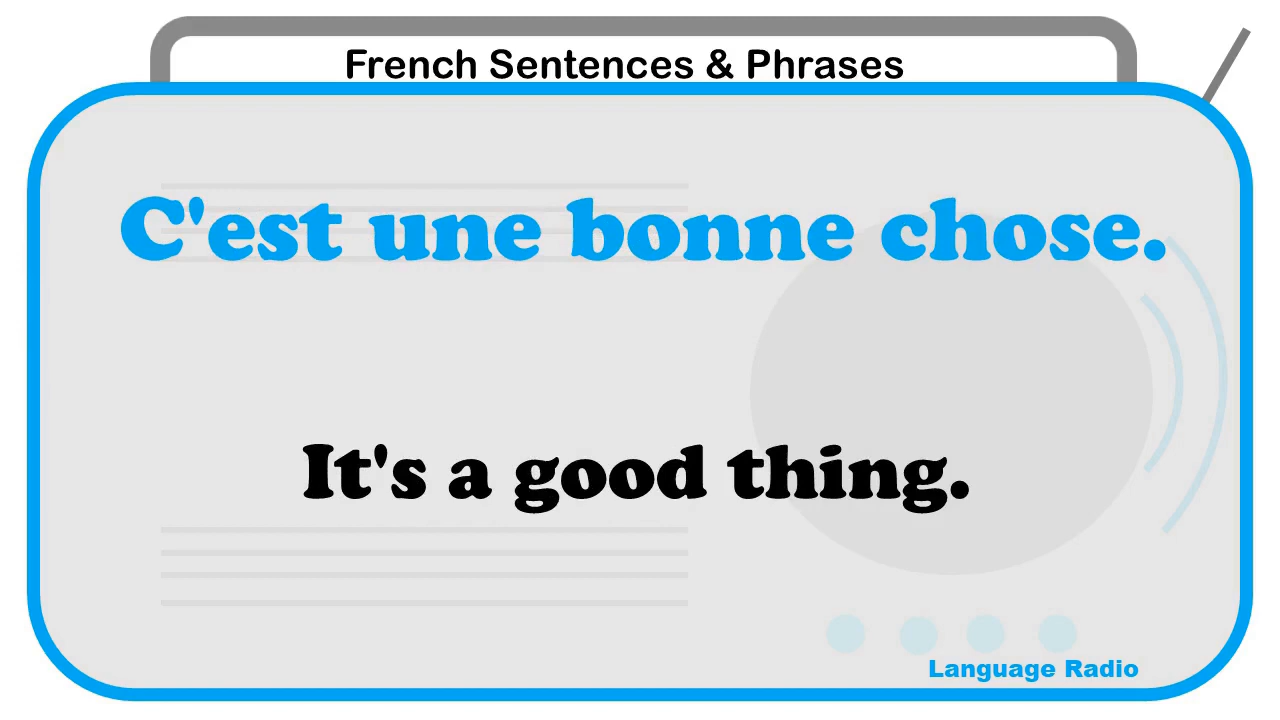 French Sentences & Phrases
C'est une bonne chose.
It's a good thing.
Language Radio